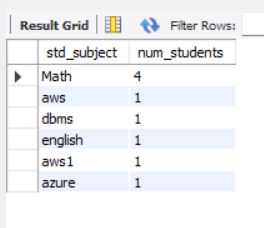 Result Grid Filter Rows:
std_subject num_students
Math 4
aws 1
dbms 1
english 1
aws1 1
azure 1